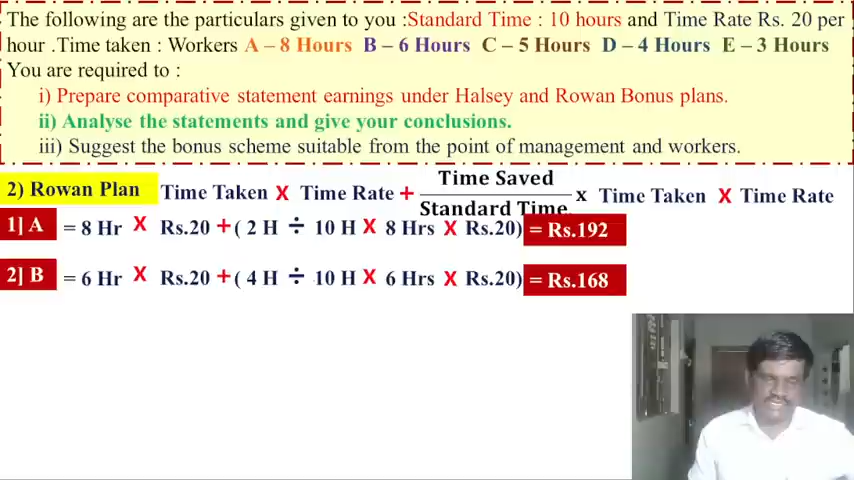 The following are the particulars given to you :Standard Time : 10 hours and Time Rate Rs. 20 per
hour .Time taken : Workers A – 8 Hours B – 6 Hours C – 5 Hours D – 4 Hours E – 3 Hours
You are required to :
i) Prepare comparative statement earnings under Halsey and Rowan Bonus plans.
ii) Analyse the statements and give your conclusions.
iii) Suggest the bonus scheme suitable from the point of management and workers.
2) Rowan Plan Time Taken X Time Rate + Time Saved
Standard Time x Time Taken X Time Rate
1] A = 8 Hr X Rs.20 + ( 2 H ÷ 10 H X 8 Hrs X Rs.20) = Rs.192
2] B = 6 Hr X Rs.20 + ( 4 H ÷ 10 H X 6 Hrs X Rs.20) = Rs.168